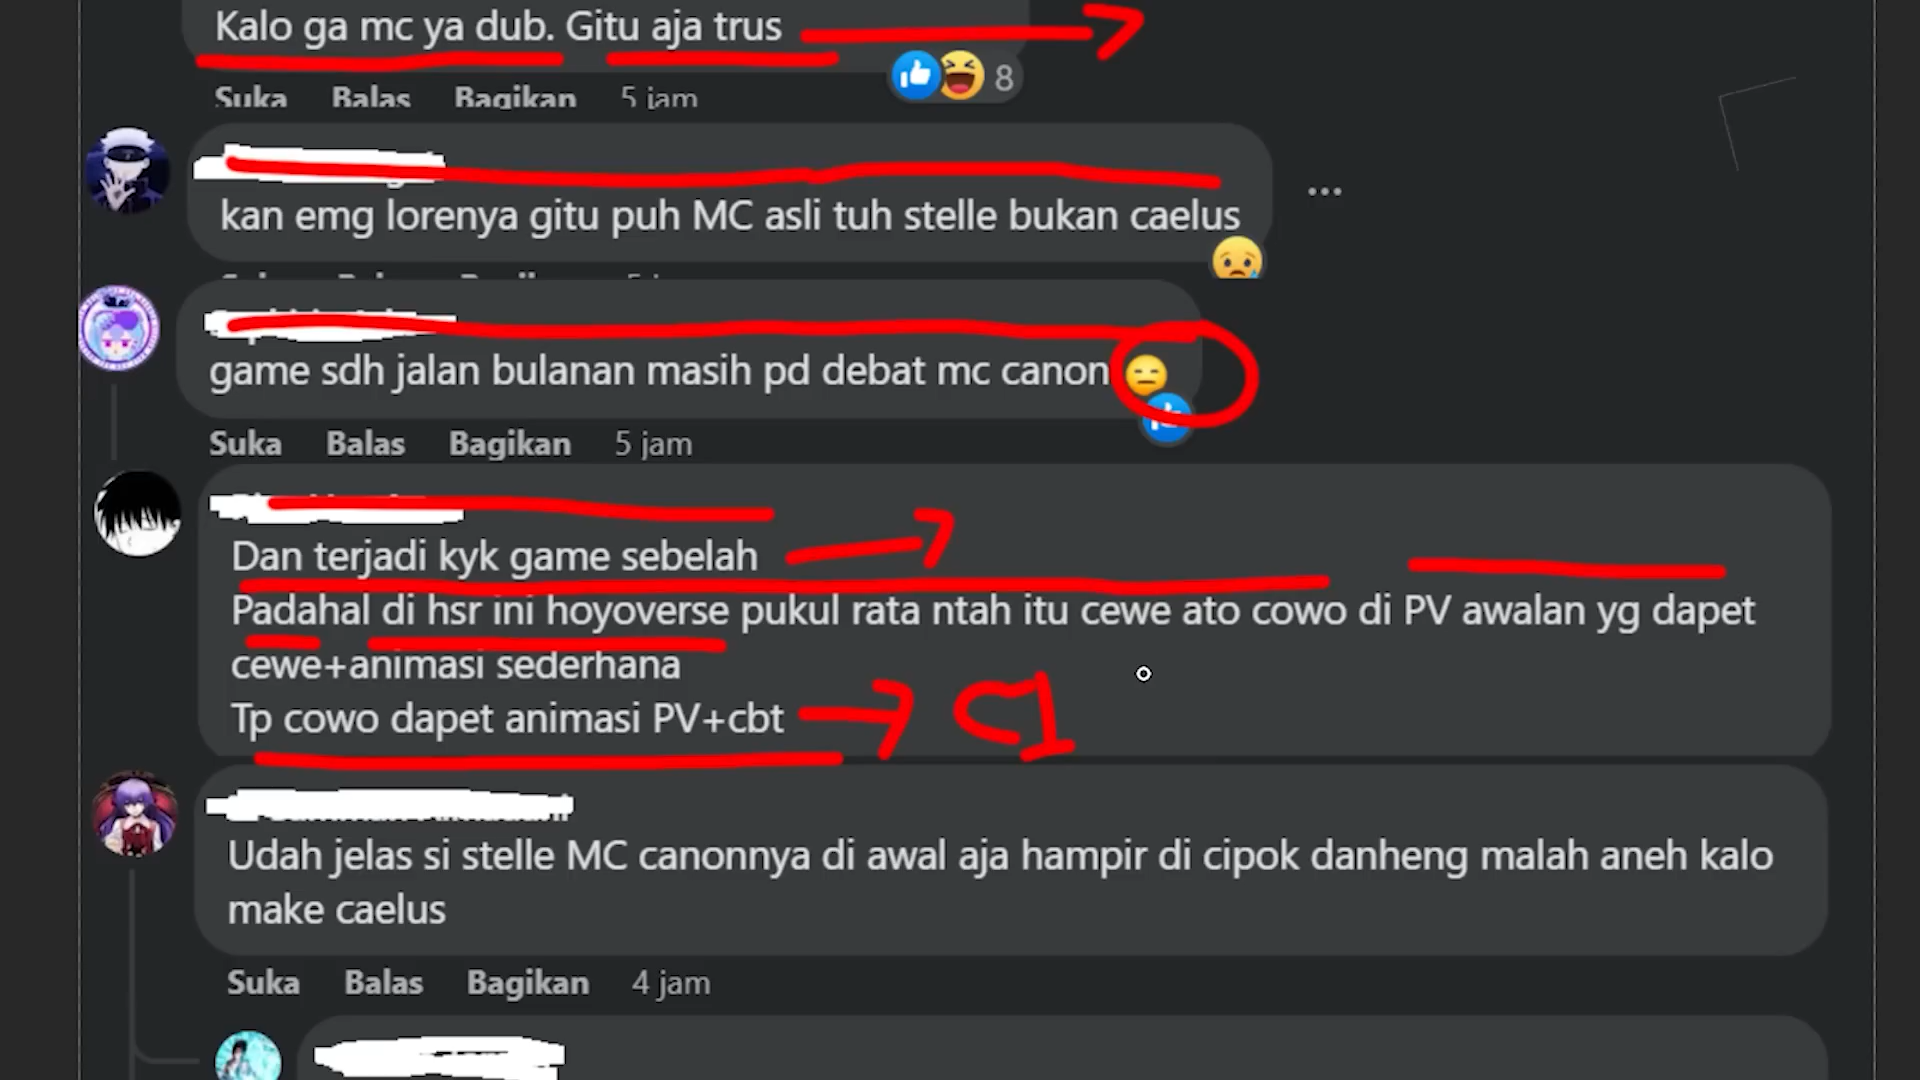 Kalo ga mc ya dub. Gitu aja trus
8
Suka Balas Bagikan 5 jam
kan emg lorenya gitu puh MC asli tuh stelle bukan caelus
game sdh jalan bulanan masih pd debat mc canon 😑
Suka Balas Bagikan 5 jam
Dan terjadi kyk game sebelah
Padahal di hsr ini hoyoverse pukul rata ntah itu cewe ato cowo di PV awalan yg dapet
cewe+animasi sederhana
Tp cowo dapet animasi PV+cbt
Udah jelas si stelle MC canonnya di awal aja hampir di cipok danheng malah aneh kalo
make caelus
Suka Balas Bagikan 4 jam